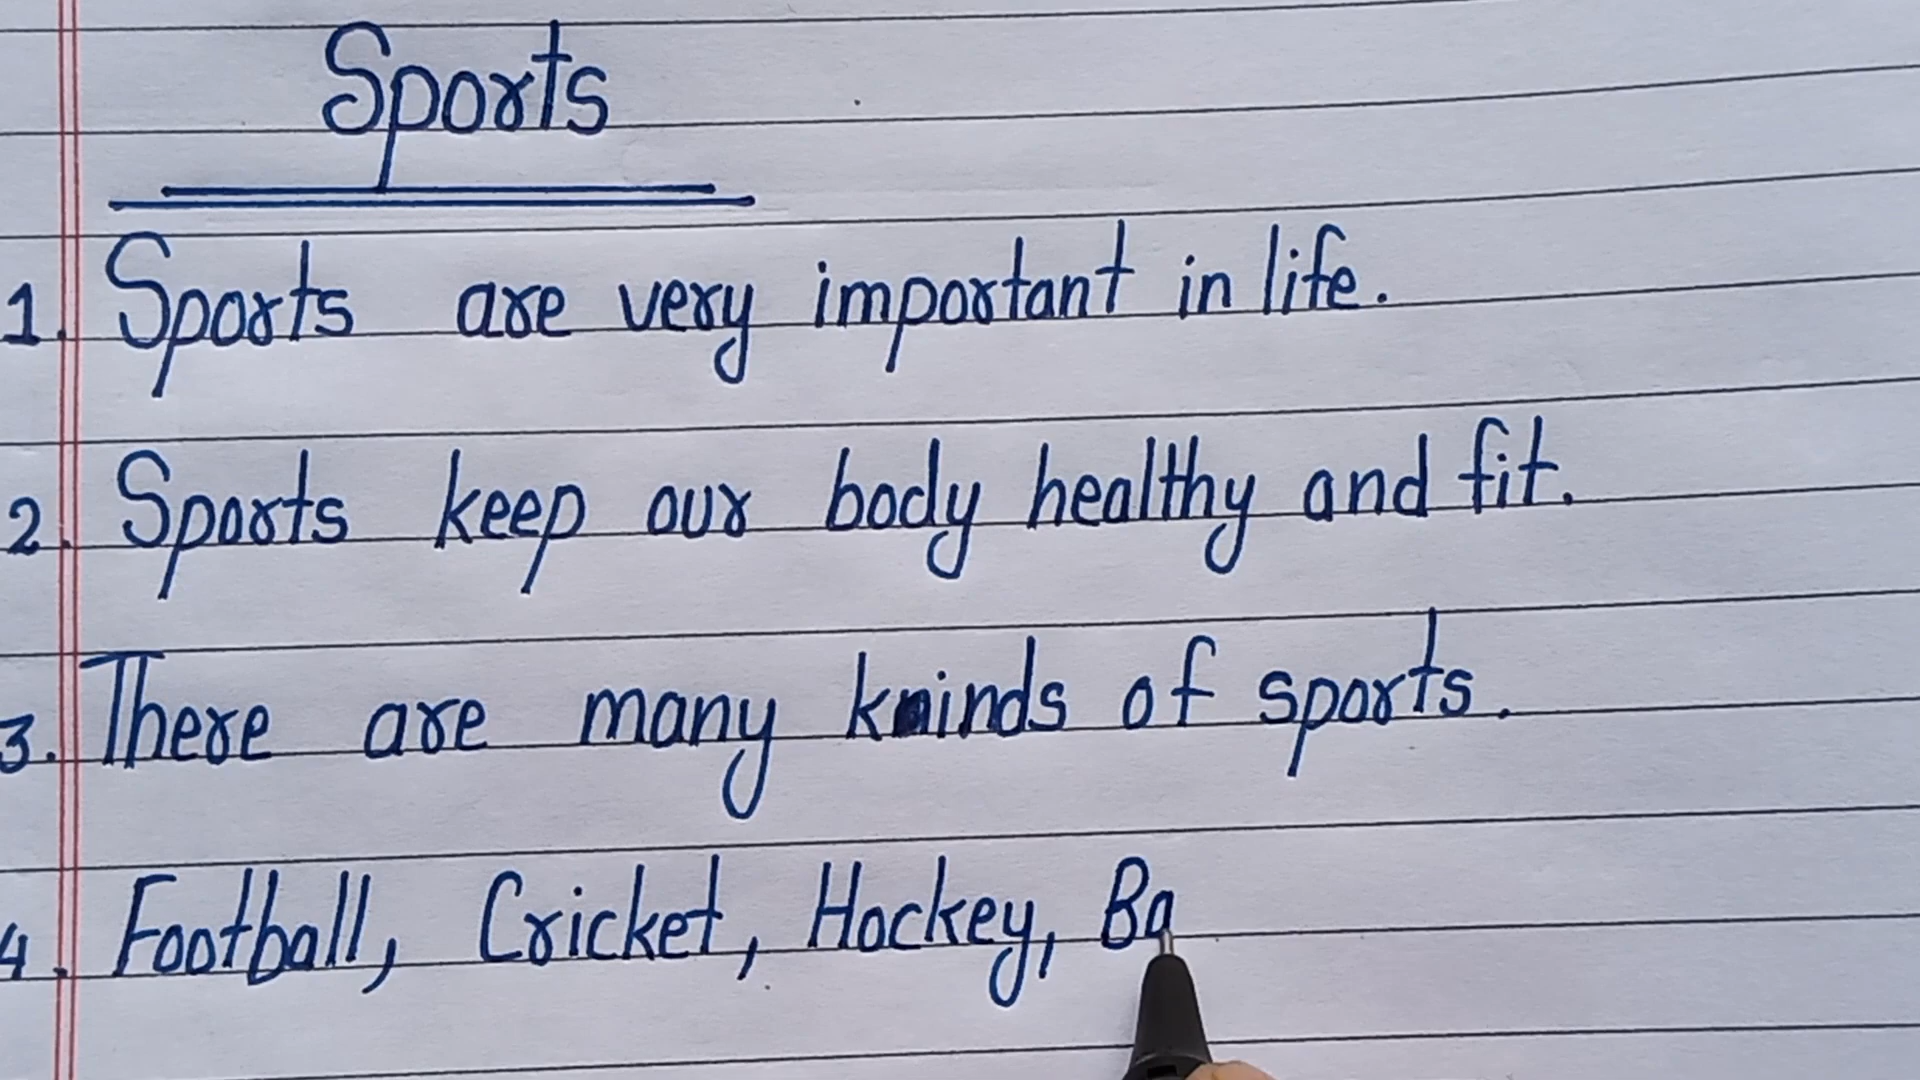 Sports
1. Sports are very important in life.
2. Sports keep our body healthy and fit.
3. There are many kinds of sports.
4. Football, Cricket, Hockey, Ba